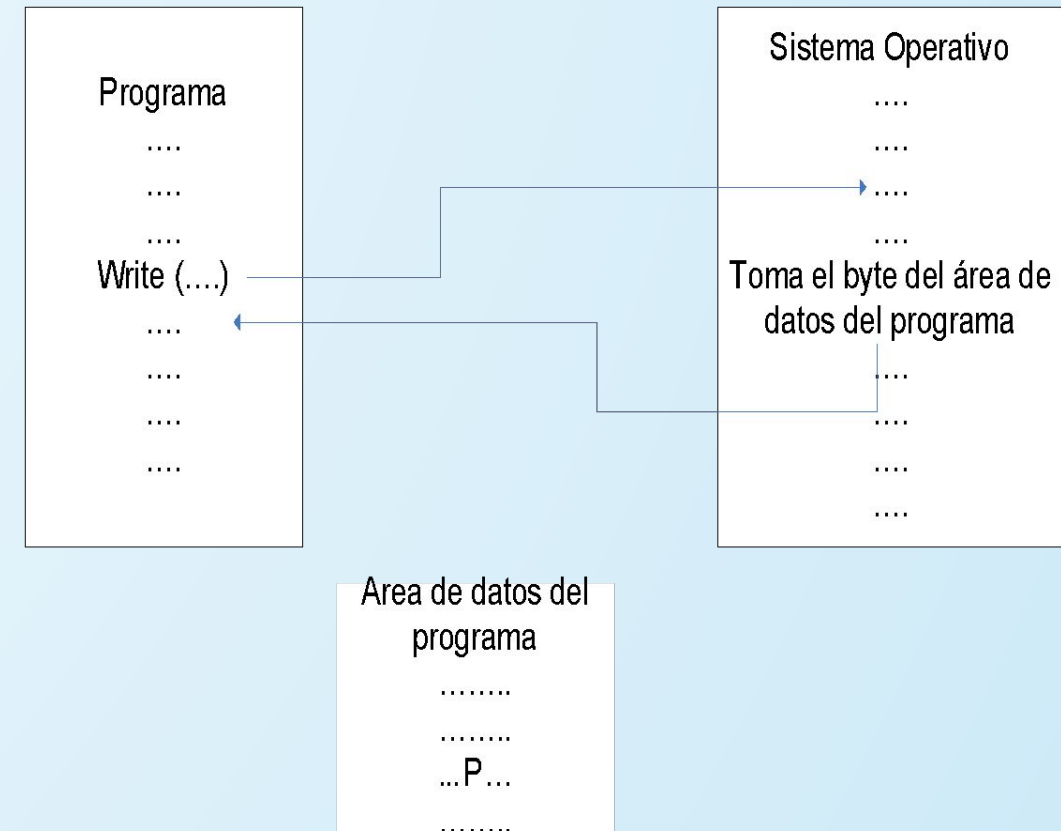 Programa
....
....
....
Write (....)
....
....
....
....
Sistema Operativo
....
....
....
....
Toma el byte del área de
datos del programa
....
....
....
....
Area de datos del
programa
........
........
...P...
........